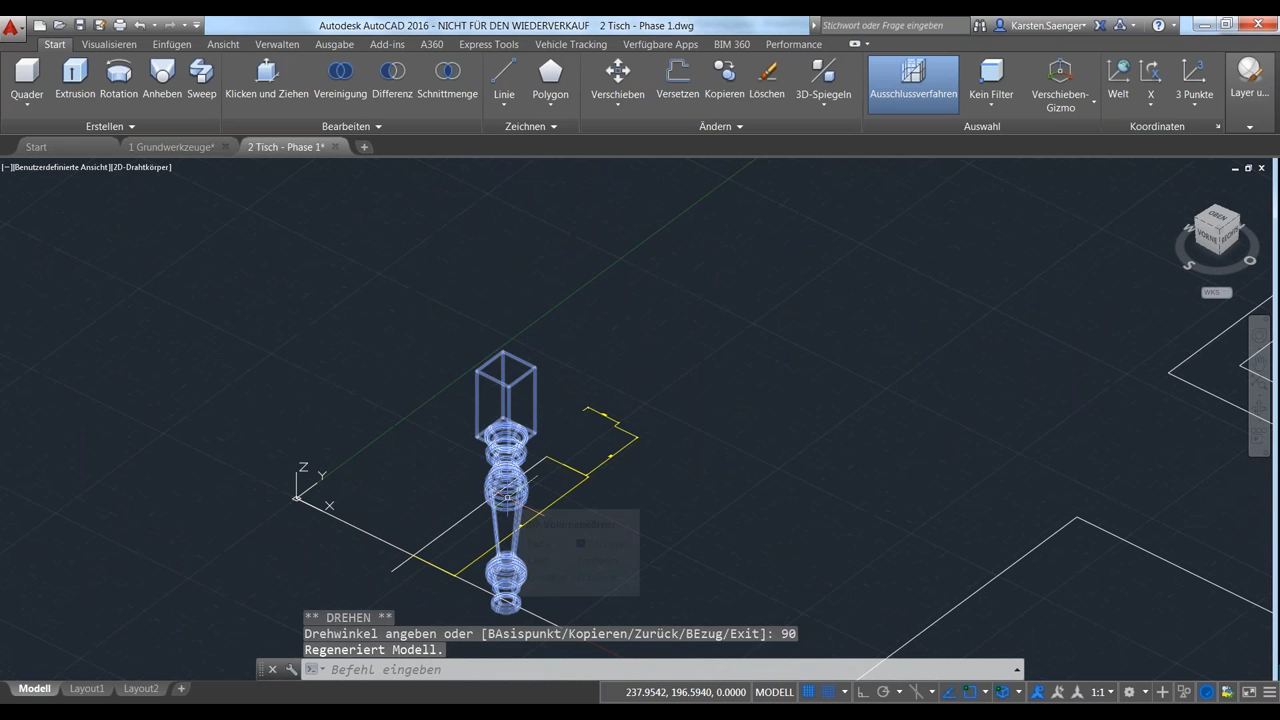 Autodesk AutoCAD 2016 - NICHT FÜR DEN WIEDERVERKAUF 2 Tisch - Phase 1.dwg
Stichwort oder Frage eingeben
Karsten.Saenger
Start Visualisieren Einfügen Ansicht Verwalten Ausgabe Add-ins A360 Express Tools Vehicle Tracking Verfügbare Apps BIM 360 Performance
Quader Extrusion Rotation Anheben Sweep Klicken und Ziehen Vereinigung Differenz Schnittmenge Linie Polygon Verschieben Versetzen Kopieren Löschen 3D-Spiegeln Ausschlussverfahren Kein Filter Verschieben-Gizmo Welt X 3 Punkte Layer u...
Erstellen Bearbeiten Zeichnen Ändern Auswahl Koordinaten
Start 1 Grundwerkzeuge* 2 Tisch - Phase 1*
[−][Benutzerdefinierte Ansicht][2D-Drahtkörper]
OBEN
VORNE RECHTS
W
S
O
WKS
Z
Y
X
** DREHEN **
Drehwinkel angeben oder [BAsispunkt/Kopieren/Zurück/BEzug/Exit]: 90
Regeneriert Modell.
Befehl eingeben
Modell Layout1 Layout2
237.9542, 196.5940, 0.0000 MODELL 1:1